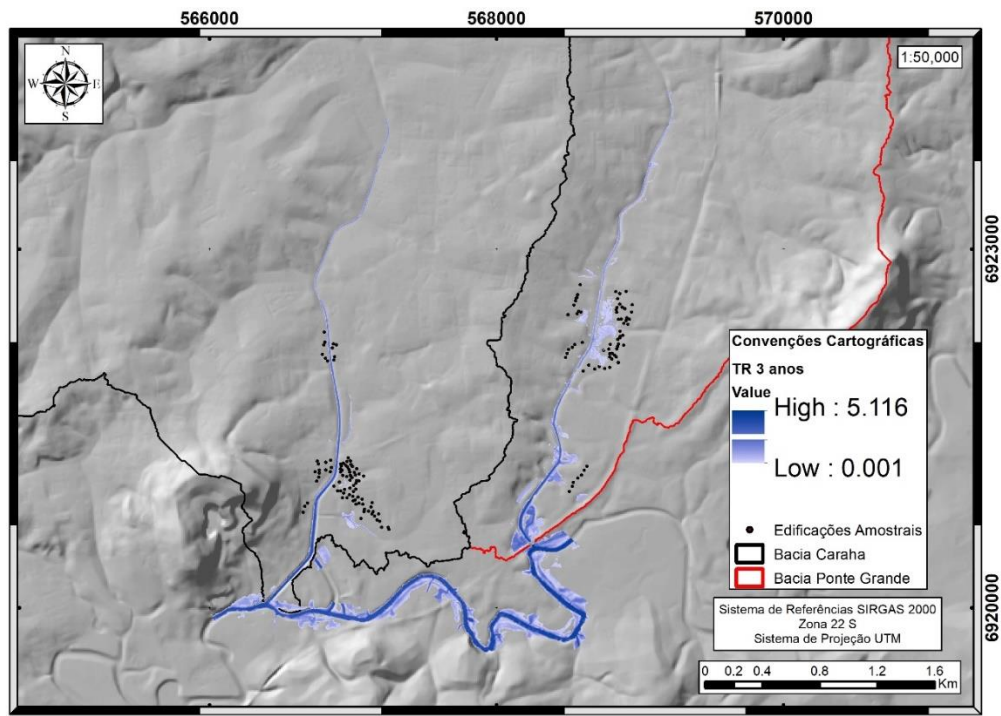 566000 568000 570000
N
W E
S
1:50,000
6923000
6920000
Convenções Cartográficas
TR 3 anos
Value
High : 5.116
Low : 0.001
Edificações Amostrais
Bacia Caraha
Bacia Ponte Grande
Sistema de Referências SIRGAS 2000
Zona 22 S
Sistema de Projeção UTM
0 0.2 0.4 0.8 1.2 1.6
Km